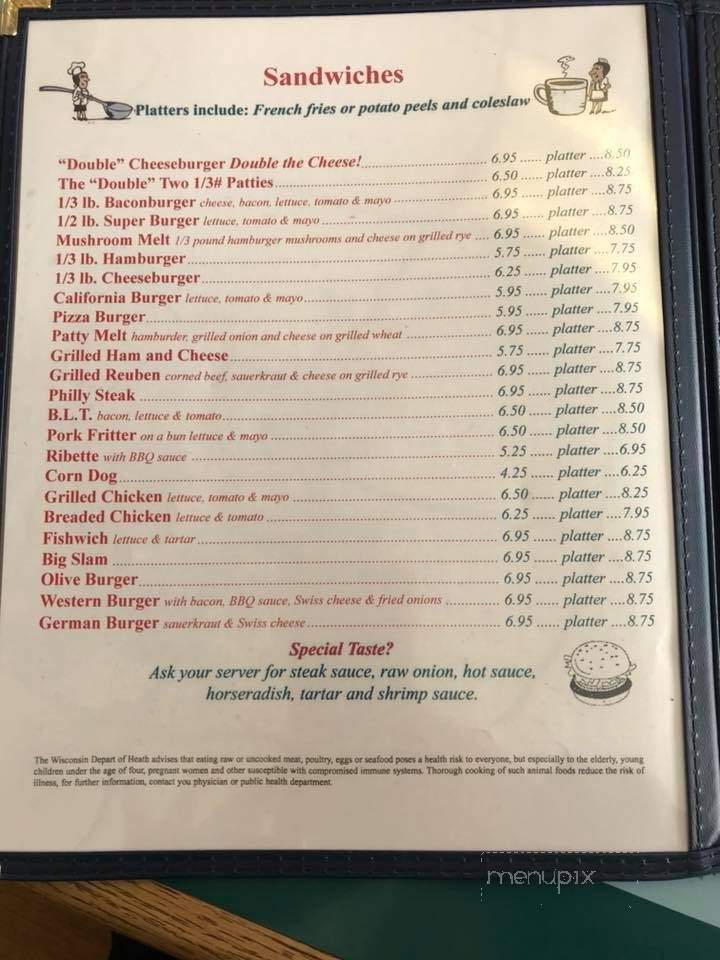 Sandwiches
Platters include: French fries or potato peels and coleslaw
“Double” Cheeseburger Double the Cheese! 6.95 ...... platter ....8.50
The “Double” Two 1/3# Patties 6.50 ...... platter ....8.25
1/3 lb. Baconburger cheese, bacon, lettuce, tomato & mayo 6.95 ...... platter ....8.75
1/2 lb. Super Burger lettuce, tomato & mayo 6.95 ...... platter ....8.75
Mushroom Melt 1/3 pound hamburger mushrooms and cheese on grilled rye .... 6.95 ...... platter ....8.50
1/3 lb. Hamburger 5.75 ...... platter ....7.75
1/3 lb. Cheeseburger 6.25 ...... platter ....7.95
California Burger lettuce, tomato & mayo 5.95 ...... platter ....7.95
Pizza Burger 5.95 ...... platter ....7.95
Patty Melt hamburder, grilled onion and cheese on grilled wheat 6.95 ...... platter ....8.75
Grilled Ham and Cheese 5.75 ...... platter ....7.75
Grilled Reuben corned beef, sauerkraut & cheese on grilled rye 6.95 ...... platter ....8.75
Philly Steak 6.95 ...... platter ....8.75
B.L.T. bacon, lettuce & tomato 6.50 ...... platter ....8.50
Pork Fritter on a bun lettuce & mayo 6.50 ...... platter ....8.50
Ribette with BBQ sauce 5.25 ...... platter ....6.95
Corn Dog 4.25 ...... platter ....6.25
Grilled Chicken lettuce, tomato & mayo 6.50 ...... platter ....8.25
Breaded Chicken lettuce & tomato 6.25 ...... platter ....7.95
Fishwich lettuce & tartar 6.95 ...... platter ....8.75
Big Slam 6.95 ...... platter ....8.75
Olive Burger 6.95 ...... platter ....8.75
Western Burger with bacon, BBQ sauce, Swiss cheese & fried onions 6.95 ...... platter ....8.75
German Burger sauerkraut & Swiss cheese 6.95 ...... platter ....8.75
Special Taste?
Ask your server for steak sauce, raw onion, hot sauce,
horseradish, tartar and shrimp sauce.
The Wisconsin Depart of Heath advises that eating raw or uncooked meat, poultry, eggs or seafood poses a health risk to everyone, but especially to the elderly, young
children under the age of four, pregnant women and other susceptible with compromised immune systems. Thorough cooking of such animal foods reduce the risk of
illness, for further information, contact you physician or public health department.
menupix